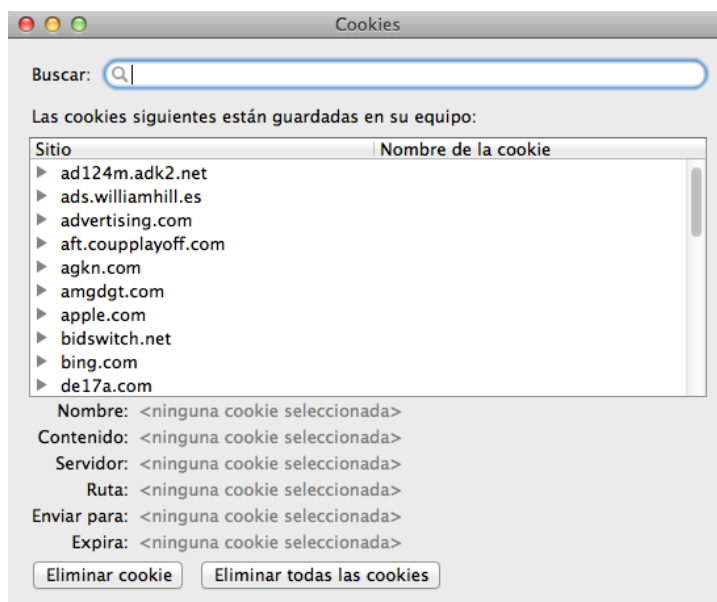 Cookies
Buscar:
Las cookies siguientes están guardadas en su equipo:
Sitio Nombre de la cookie
ad124m.adk2.net
ads.williamhill.es
advertising.com
aft.coupplayoff.com
agkn.com
amgdgt.com
apple.com
bidswitch.net
bing.com
de17a.com
Nombre: <ninguna cookie seleccionada>
Contenido: <ninguna cookie seleccionada>
Servidor: <ninguna cookie seleccionada>
Ruta: <ninguna cookie seleccionada>
Enviar para: <ninguna cookie seleccionada>
Expira: <ninguna cookie seleccionada>
Eliminar cookie Eliminar todas las cookies